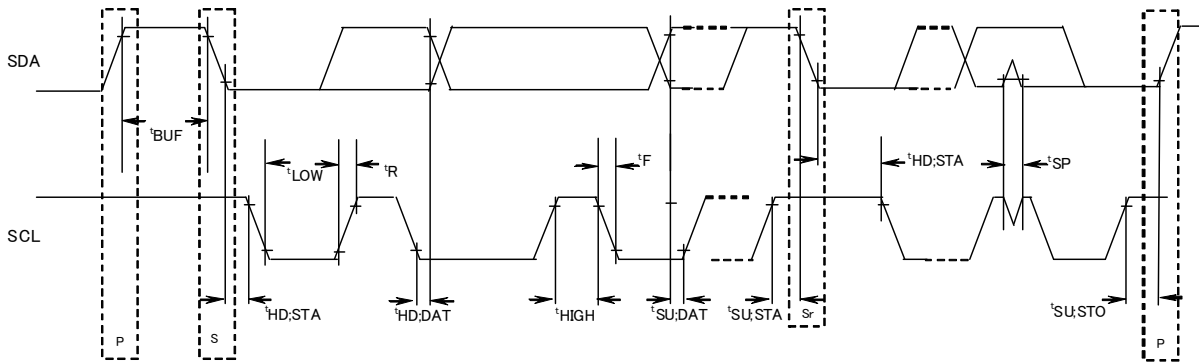 SDA
tBUF
tLOW
tR
tF
tHD;STA
tSP
SCL
tHD;STA
tHD;DAT
tHIGH
tSU;DAT
tSU;STA
Sr
tSU;STO
P
S
P